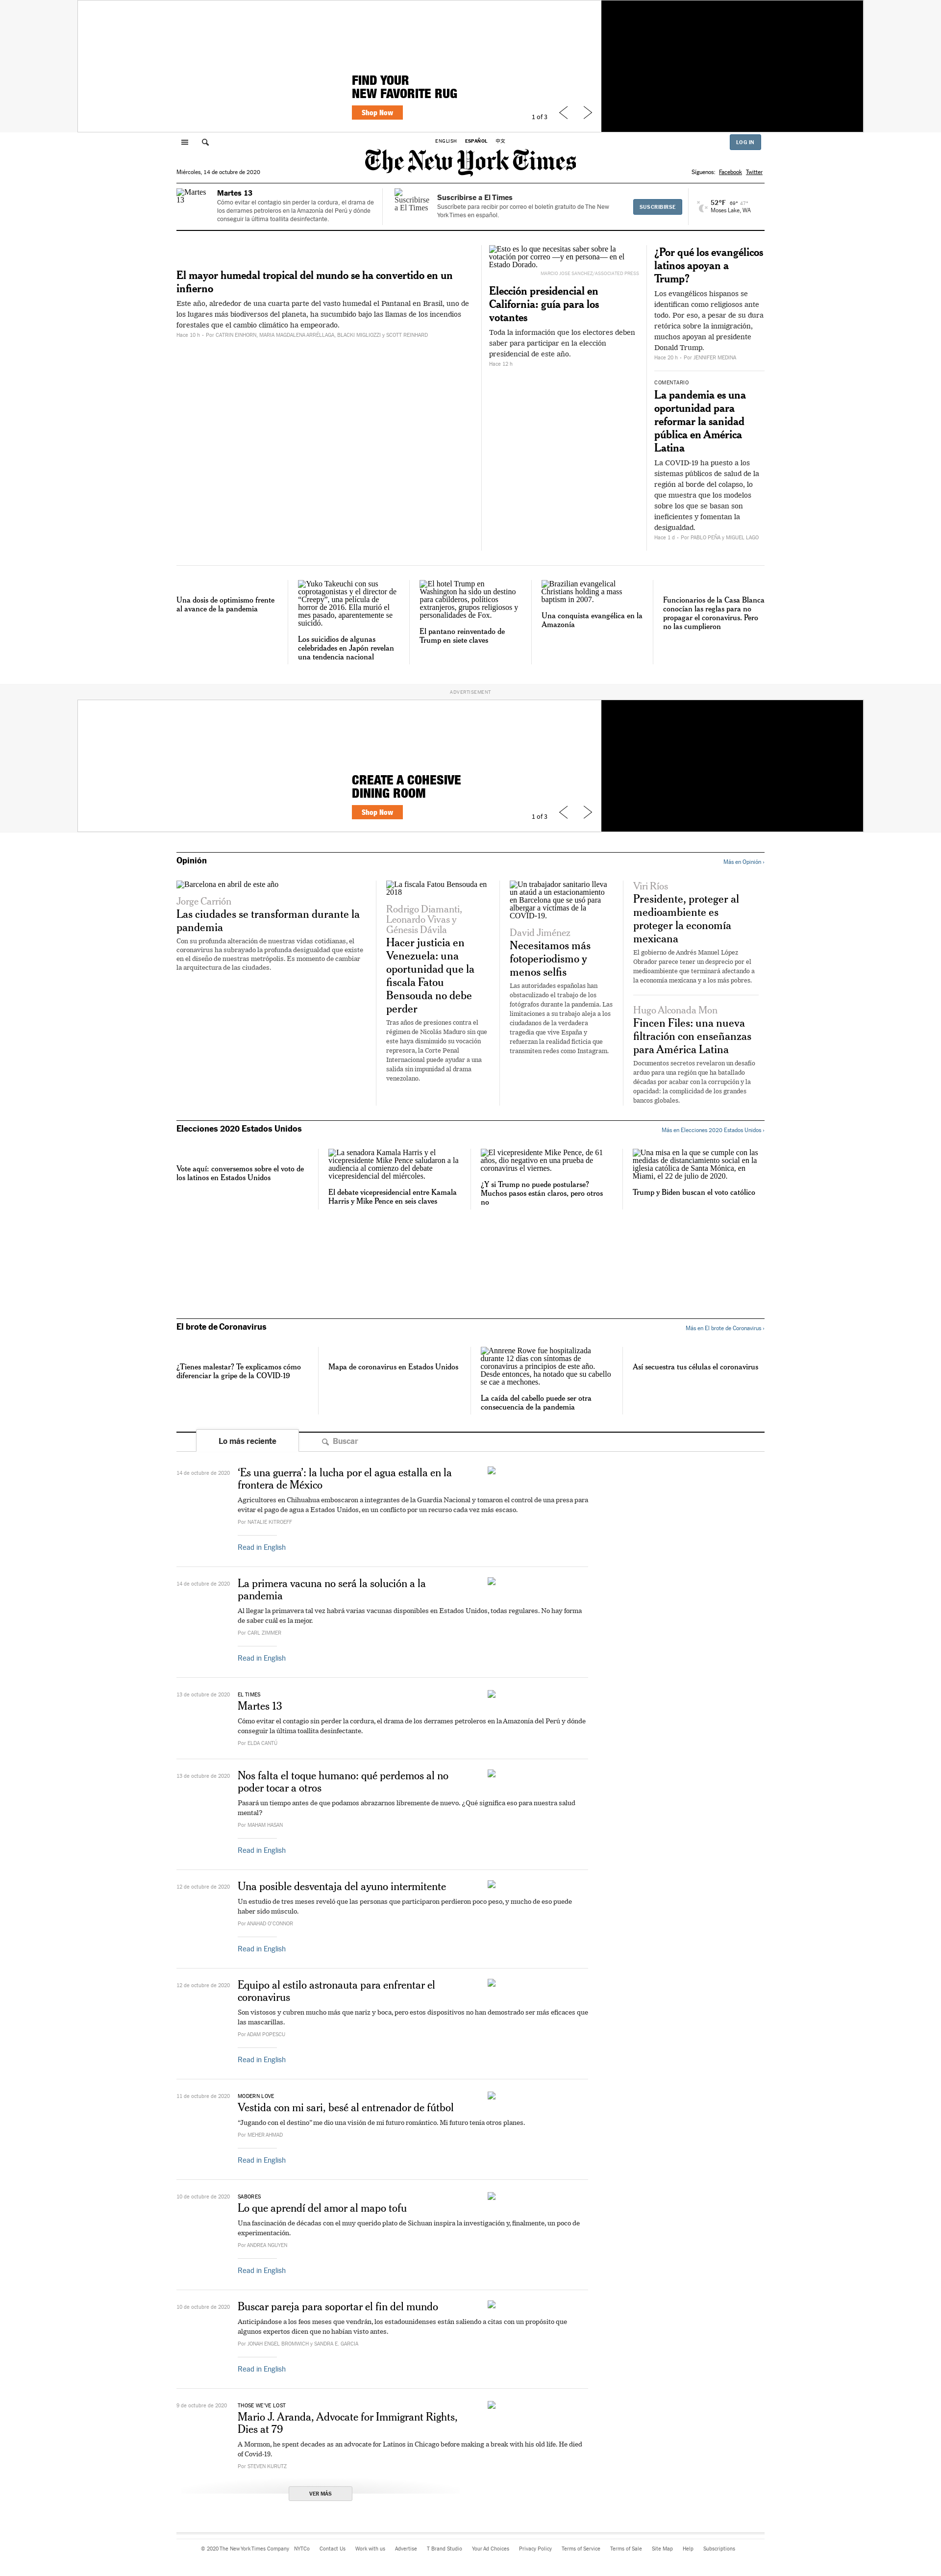 FIND YOUR
NEW FAVORITE RUG
Shop Now
1 of 3
ENGLISH ESPAÑOL 中文
LOG IN
The New York Times
Miércoles, 14 de octubre de 2020
Síguenos: Facebook Twitter
Martes 13
Martes 13
Cómo evitar el contagio sin perder la cordura, el drama de
los derrames petroleros en la Amazonía del Perú y dónde
conseguir la última toallita desinfectante.
Suscribirse a El Times
Suscribirse a El Times
Suscríbete para recibir por correo el boletín gratuito de The New
York Times en español.
SUSCRIBIRSE
52°F 69° 47°
Moses Lake, WA
El mayor humedal tropical del mundo se ha convertido en un
infierno
Este año, alrededor de una cuarta parte del vasto humedal el Pantanal en Brasil, uno de
los lugares más biodiversos del planeta, ha sucumbido bajo las llamas de los incendios
forestales que el cambio climático ha empeorado.
Hace 10 h - Por CATRIN EINHORN, MARIA MAGDALENA ARRÉLLAGA, BLACKI MIGLIOZZI y SCOTT REINHARD
Esto es lo que necesitas saber sobre la
votación por correo —y en persona— en el
Estado Dorado.
MARCIO JOSE SANCHEZ/ASSOCIATED PRESS
Elección presidencial en
California: guía para los
votantes
Toda la información que los electores deben
saber para participar en la elección
presidencial de este año.
Hace 12 h
¿Por qué los evangélicos
latinos apoyan a
Trump?
Los evangélicos hispanos se
identifican como religiosos ante
todo. Por eso, a pesar de su dura
retórica sobre la inmigración,
muchos apoyan al presidente
Donald Trump.
Hace 20 h - Por JENNIFER MEDINA
COMENTARIO
La pandemia es una
oportunidad para
reformar la sanidad
pública en América
Latina
La COVID-19 ha puesto a los
sistemas públicos de salud de la
región al borde del colapso, lo
que muestra que los modelos
sobre los que se basan son
ineficientes y fomentan la
desigualdad.
Hace 1 d - Por PABLO PEÑA y MIGUEL LAGO
Una dosis de optimismo frente
al avance de la pandemia
Yuko Takeuchi con sus
coprotagonistas y el director de
“Creepy”, una película de
horror de 2016. Ella murió el
mes pasado, aparentemente se
suicidó.
Los suicidios de algunas
celebridades en Japón revelan
una tendencia nacional
El hotel Trump en
Washington ha sido un destino
para cabilderos, políticos
extranjeros, grupos religiosos y
personalidades de Fox.
El pantano reinventado de
Trump en siete claves
Brazilian evangelical
Christians holding a mass
baptism in 2007.
Una conquista evangélica en la
Amazonía
Funcionarios de la Casa Blanca
conocían las reglas para no
propagar el coronavirus. Pero
no las cumplieron
ADVERTISEMENT
CREATE A COHESIVE
DINING ROOM
Shop Now
1 of 3
Opinión
Más en Opinión ›
Barcelona en abril de este año
Jorge Carrión
Las ciudades se transforman durante la
pandemia
Con su profunda alteración de nuestras vidas cotidianas, el
coronavirus ha subrayado la profunda desigualdad que existe
en el diseño de nuestras metrópolis. Es momento de cambiar
la arquitectura de las ciudades.
La fiscala Fatou Bensouda en
2018
Rodrigo Diamanti,
Leonardo Vivas y
Génesis Dávila
Hacer justicia en
Venezuela: una
oportunidad que la
fiscala Fatou
Bensouda no debe
perder
Tras años de presiones contra el
régimen de Nicolás Maduro sin que
este haya disminuido su vocación
represora, la Corte Penal
Internacional puede ayudar a una
salida sin impunidad al drama
venezolano.
Un trabajador sanitario lleva
un ataúd a un estacionamiento
en Barcelona que se usó para
albergar a víctimas de la
COVID-19.
David Jiménez
Necesitamos más
fotoperiodismo y
menos selfis
Las autoridades españolas han
obstaculizado el trabajo de los
fotógrafos durante la pandemia. Las
limitaciones a su trabajo aleja a los
ciudadanos de la verdadera
tragedia que vive España y
refuerzan la realidad ficticia que
transmiten redes como Instagram.
Viri Ríos
Presidente, proteger al
medioambiente es
proteger la economía
mexicana
El gobierno de Andrés Manuel López
Obrador parece tener un desprecio por el
medioambiente que terminará afectando a
la economía mexicana y a los más pobres.
Hugo Alconada Mon
Fincen Files: una nueva
filtración con enseñanzas
para América Latina
Documentos secretos revelaron un desafío
arduo para una región que ha batallado
décadas por acabar con la corrupción y la
opacidad: la complicidad de los grandes
bancos globales.
Elecciones 2020 Estados Unidos
Más en Elecciones 2020 Estados Unidos ›
Vote aquí: conversemos sobre el voto de
los latinos en Estados Unidos
La senadora Kamala Harris y el
vicepresidente Mike Pence saludaron a la
audiencia al comienzo del debate
vicepresidencial del miércoles.
El debate vicepresidencial entre Kamala
Harris y Mike Pence en seis claves
El vicepresidente Mike Pence, de 61
años, dio negativo en una prueba de
coronavirus el viernes.
¿Y si Trump no puede postularse?
Muchos pasos están claros, pero otros
no
Una misa en la que se cumple con las
medidas de distanciamiento social en la
iglesia católica de Santa Mónica, en
Miami, el 22 de julio de 2020.
Trump y Biden buscan el voto católico
El brote de Coronavirus
Más en El brote de Coronavirus ›
¿Tienes malestar? Te explicamos cómo
diferenciar la gripe de la COVID-19
Mapa de coronavirus en Estados Unidos
Annrene Rowe fue hospitalizada
durante 12 días con síntomas de
coronavirus a principios de este año.
Desde entonces, ha notado que su cabello
se cae a mechones.
La caída del cabello puede ser otra
consecuencia de la pandemia
Así secuestra tus células el coronavirus
Lo más reciente
Buscar
14 de octubre de 2020
‘Es una guerra’: la lucha por el agua estalla en la
frontera de México
Agricultores en Chihuahua emboscaron a integrantes de la Guardia Nacional y tomaron el control de una presa para
evitar el pago de agua a Estados Unidos, en un conflicto por un recurso cada vez más escaso.
Por NATALIE KITROEFF
Read in English
14 de octubre de 2020
La primera vacuna no será la solución a la
pandemia
Al llegar la primavera tal vez habrá varias vacunas disponibles en Estados Unidos, todas regulares. No hay forma
de saber cuál es la mejor.
Por CARL ZIMMER
Read in English
13 de octubre de 2020
EL TIMES
Martes 13
Cómo evitar el contagio sin perder la cordura, el drama de los derrames petroleros en la Amazonía del Perú y dónde
conseguir la última toallita desinfectante.
Por ELDA CANTÚ
13 de octubre de 2020
Nos falta el toque humano: qué perdemos al no
poder tocar a otros
Pasará un tiempo antes de que podamos abrazarnos libremente de nuevo. ¿Qué significa eso para nuestra salud
mental?
Por MAHAM HASAN
Read in English
12 de octubre de 2020
Una posible desventaja del ayuno intermitente
Un estudio de tres meses reveló que las personas que participaron perdieron poco peso, y mucho de eso puede
haber sido músculo.
Por ANAHAD O'CONNOR
Read in English
12 de octubre de 2020
Equipo al estilo astronauta para enfrentar el
coronavirus
Son vistosos y cubren mucho más que nariz y boca, pero estos dispositivos no han demostrado ser más eficaces que
las mascarillas.
Por ADAM POPESCU
Read in English
11 de octubre de 2020
MODERN LOVE
Vestida con mi sari, besé al entrenador de fútbol
“Jugando con el destino” me dio una visión de mi futuro romántico. Mi futuro tenía otros planes.
Por MEHER AHMAD
Read in English
10 de octubre de 2020
SABORES
Lo que aprendí del amor al mapo tofu
Una fascinación de décadas con el muy querido plato de Sichuan inspira la investigación y, finalmente, un poco de
experimentación.
Por ANDREA NGUYEN
Read in English
10 de octubre de 2020
Buscar pareja para soportar el fin del mundo
Anticipándose a los feos meses que vendrán, los estadounidenses están saliendo a citas con un propósito que
algunos expertos dicen que no habían visto antes.
Por JONAH ENGEL BROMWICH y SANDRA E. GARCIA
Read in English
9 de octubre de 2020
THOSE WE'VE LOST
Mario J. Aranda, Advocate for Immigrant Rights,
Dies at 79
A Mormon, he spent decades as an advocate for Latinos in Chicago before making a break with his old life. He died
of Covid-19.
Por STEVEN KURUTZ
VER MÁS
© 2020 The New York Times Company NYTCo Contact Us Work with us Advertise T Brand Studio Your Ad Choices Privacy Policy Terms of Service Terms of Sale Site Map Help Subscriptions